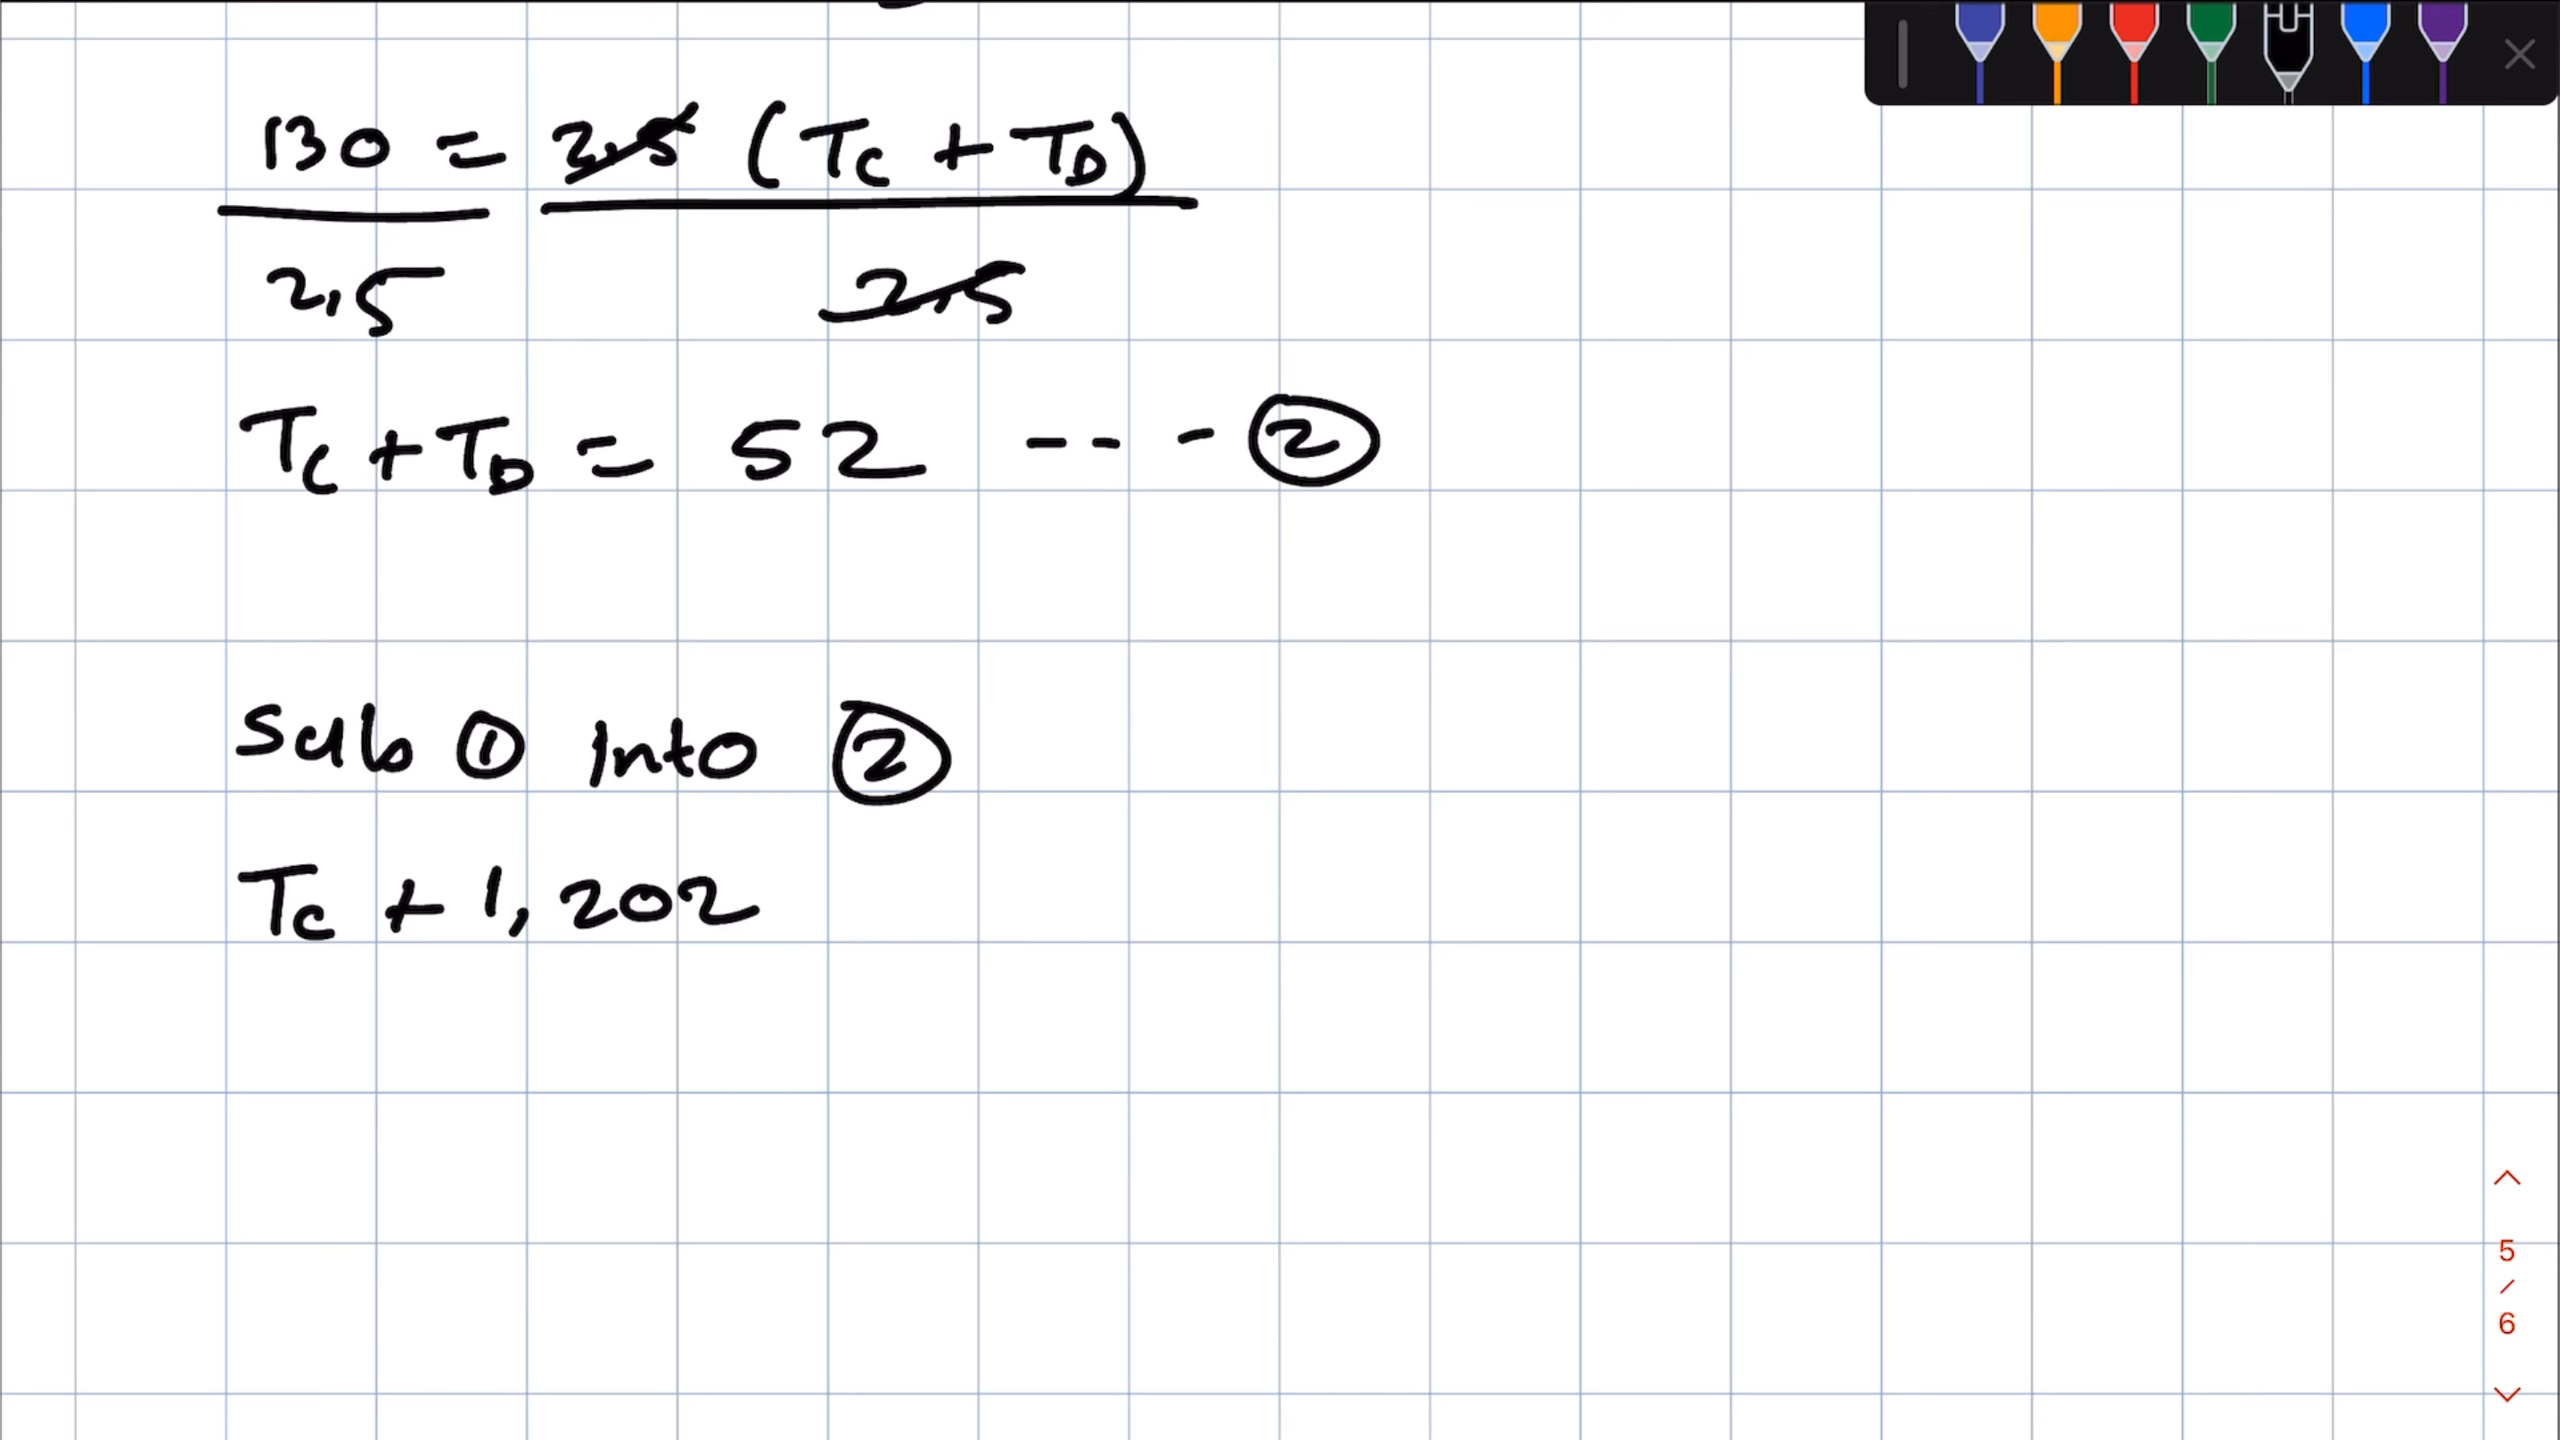 130 = 2,5 (Tc + TD)
2,5 2,5
Tc + TD = 52 --- ②
Sub ① into ②
Tc + 1,202
5
/
6